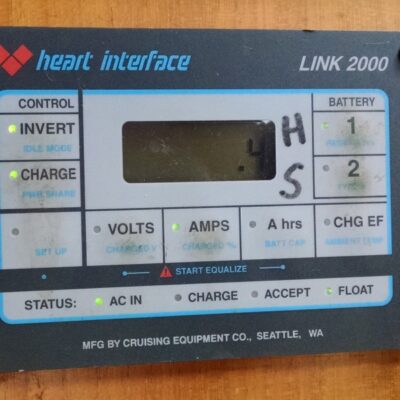 heart interface LINK 2000
CONTROL BATTERY
INVERT 1
IDLE MODE
H
.4
CHARGE 2
PWR SHARE
S
VOLTS AMPS A hrs CHG EF
SET UP CHARGED V CHARGED % BATT CAP AMBIENT TEMP
START EQUALIZE
STATUS: AC IN CHARGE ACCEPT FLOAT
MFG BY CRUISING EQUIPMENT CO., SEATTLE, WA